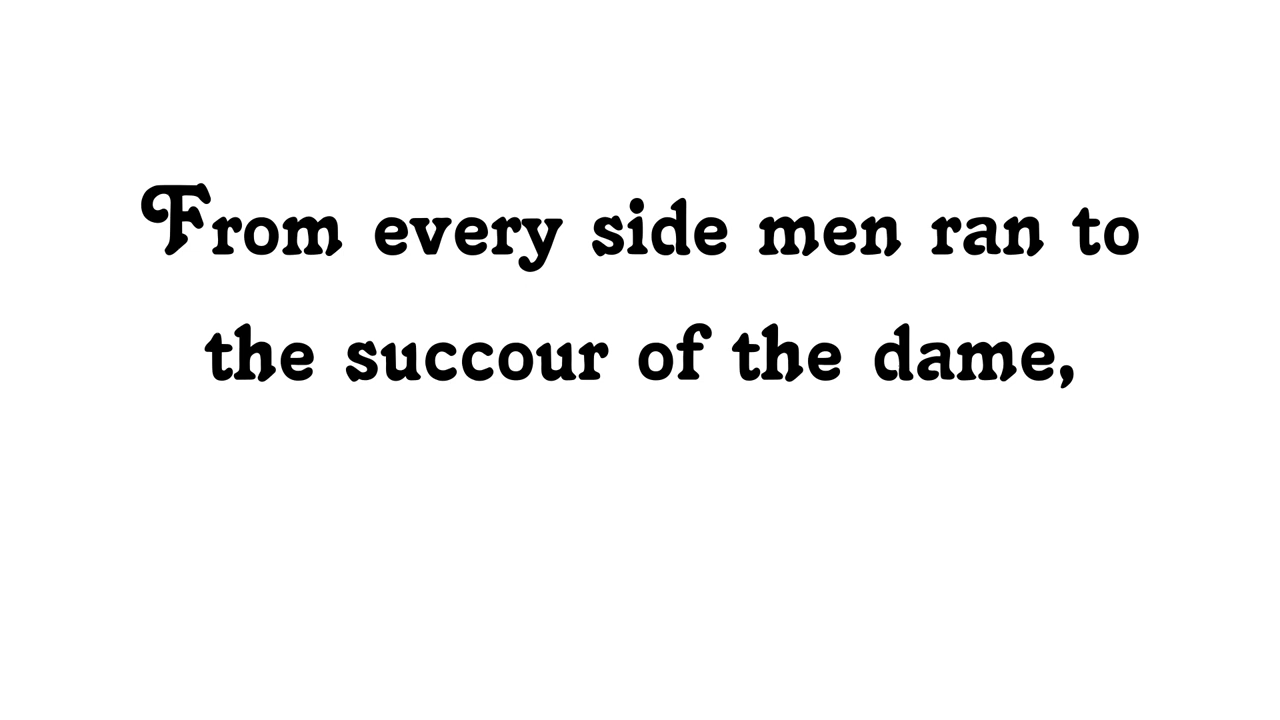 From every side men ran to
the succour of the dame,